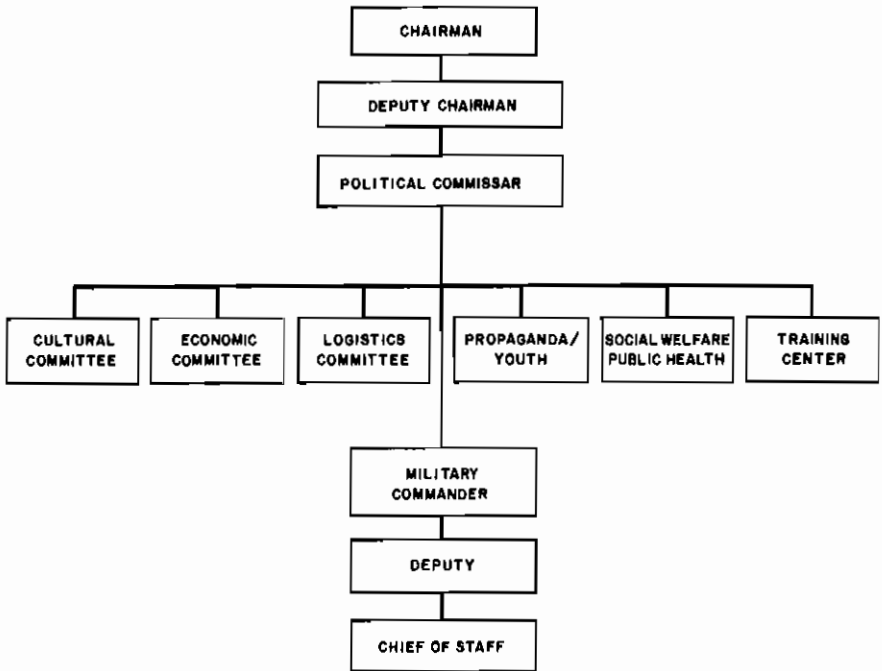 CHAIRMAN
DEPUTY CHAIRMAN
POLITICAL COMMISSAR
CULTURAL
COMMITTEE
ECONOMIC
COMMITTEE
LOGISTICS
COMMITTEE
PROPAGANDA/
YOUTH
SOCIAL WELFARE
PUBLIC HEALTH
TRAINING
CENTER
MILITARY
COMMANDER
DEPUTY
CHIEF OF STAFF